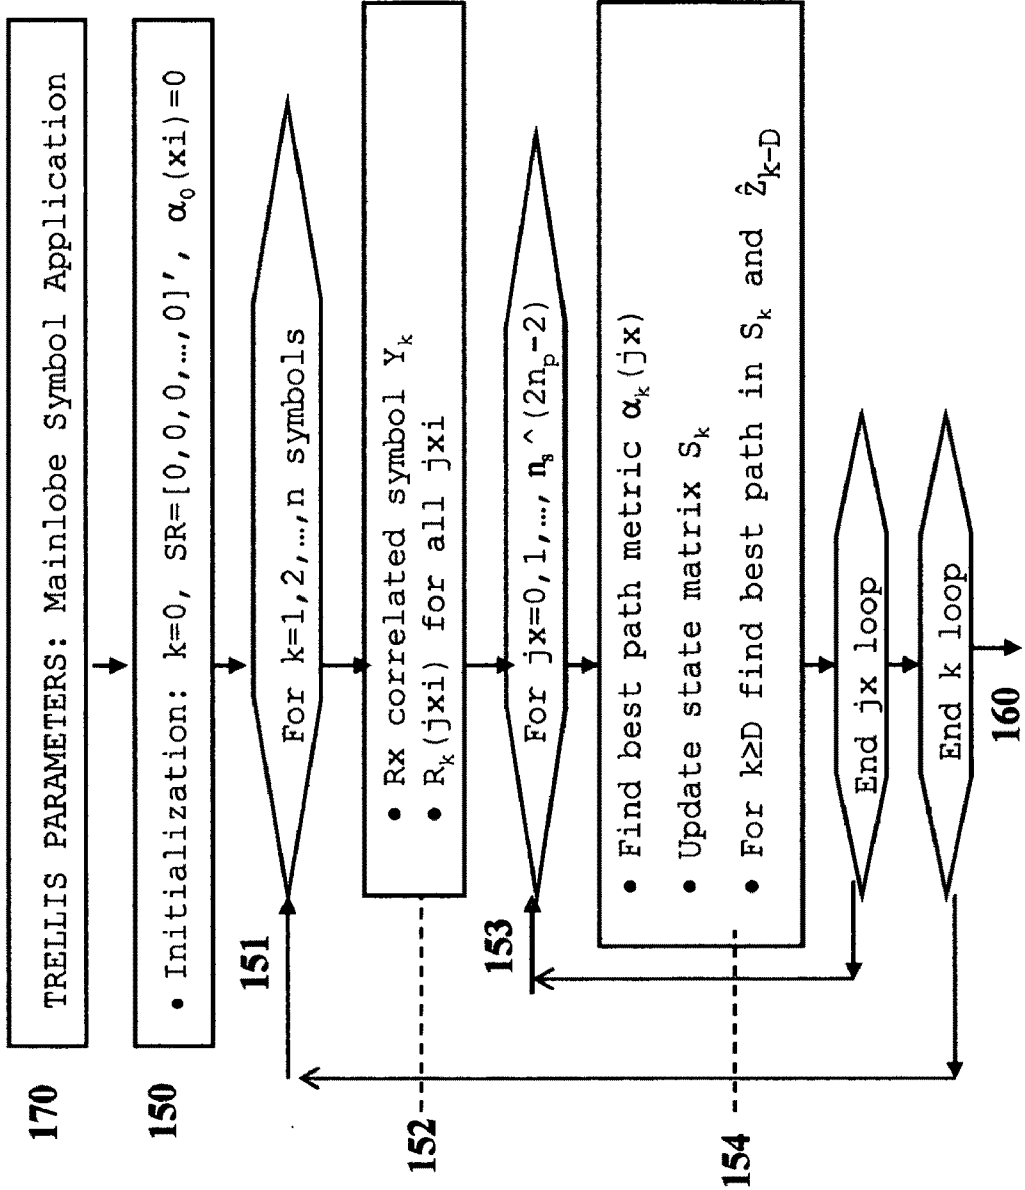 170
TRELLIS PARAMETERS: Mainlobe Symbol Application
150
• Initialization: k=0, SR=[0,0,0,…,0]′, α₀(xi)=0
151
For k=1,2,…,n symbols
152
• Rx correlated symbol Yₖ
• Rₖ(jxi) for all jxi
153
For jx=0,1,…, nₛ^(2nₚ-2)
154
• Find best path metric αₖ(jx)
• Update state matrix Sₖ
• For k≥D find best path in Sₖ and Ẑₖ₋D
End jx loop
End k loop
160